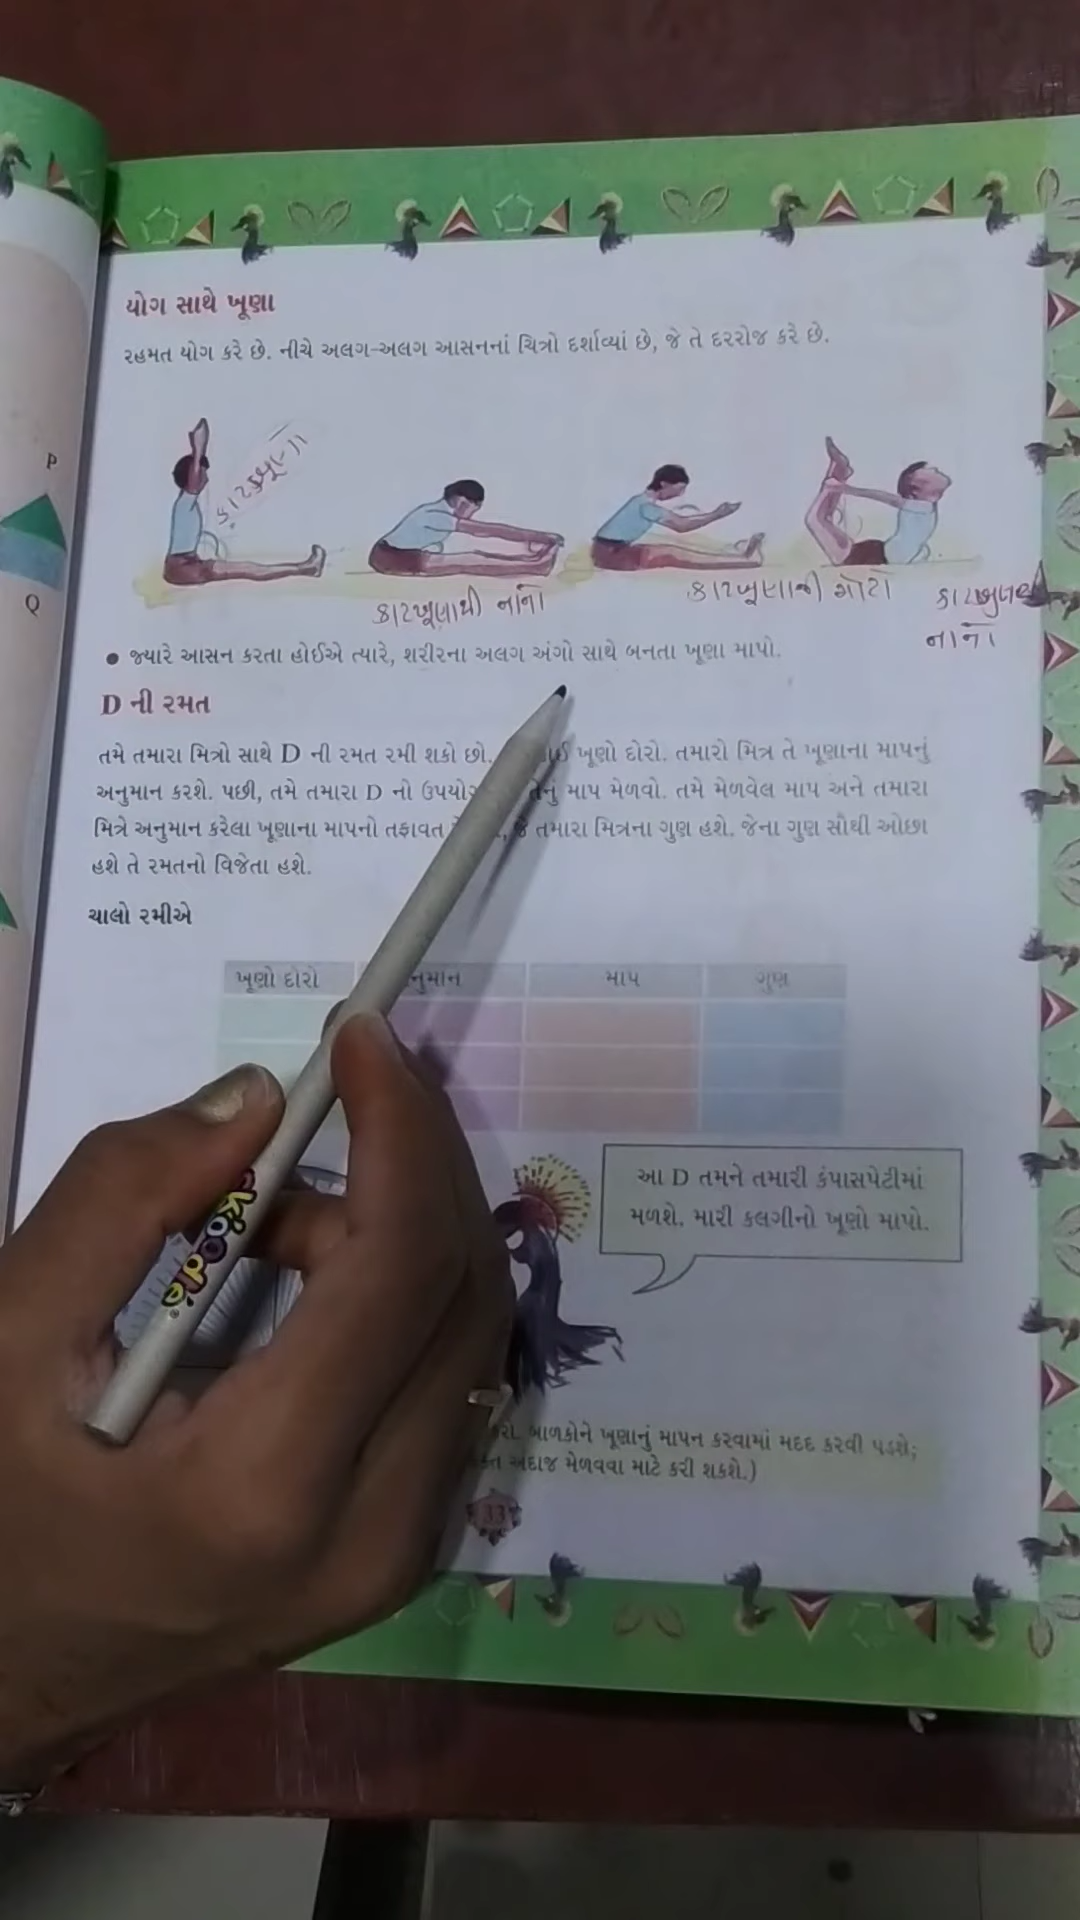 યોગ સાથે ખૂણા
રહમત યોગ કરે છે. નીચે અલગ-અલગ આસનનાં ચિત્રો દર્શાવ્યાં છે, જે તે દરરોજ કરે છે.
કાટખૂણો
P
Q
કાટખૂણાથી નાનો
કાટખૂણાથી મોટો
નાનો
● જ્યારે આસન કરતા હોઈએ ત્યારે, શરીરના અલગ અંગો સાથે બનતા ખૂણા માપો.
D ની રમત
તમે તમારા મિત્રો સાથે D ની રમત રમી શકો છો. ખૂણો દોરો. તમારો મિત્ર તે ખૂણાના માપનું
અનુમાન કરશે. પછી, તમે તમારા D નો માપ મેળવો. તમે મેળવેલ માપ અને તમારા
મિત્રે અનુમાન કરેલા ખૂણાના માપનો તફાવત તમારા મિત્રના ગુણ હશે. જેના ગુણ સૌથી ઓછા
હશે તે રમતનો વિજેતા હશે.
ચાલો રમીએ
ખૂણો દોરો માપ ગુણ
આ D તમને તમારી કંપાસપેટીમાં
મળશે. મારી કલગીનો ખૂણો માપો.
બાળકોને ખૂણાનું માપન કરવામાં મદદ કરવી પડશે;
અંદાજ મેળવવા માટે કરી શકશે.)
33